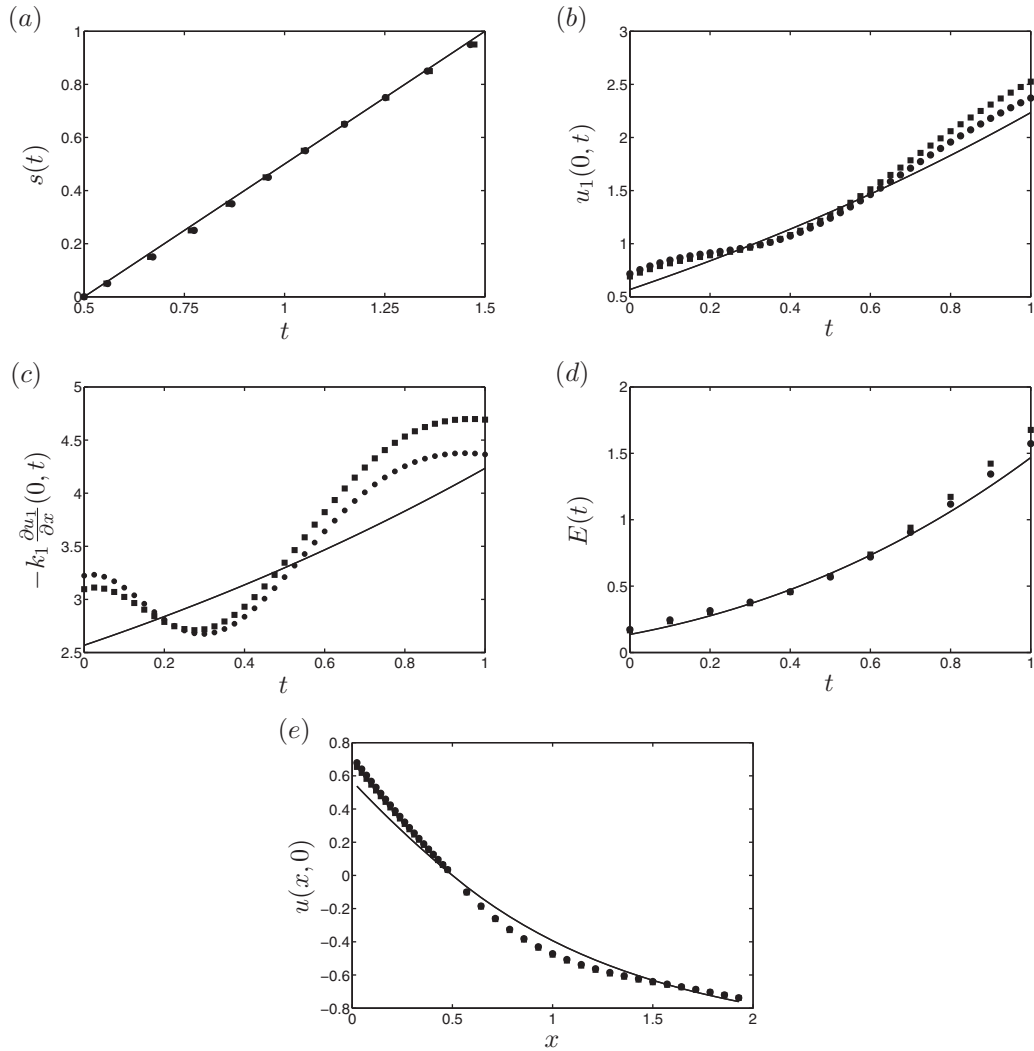 (a)
1
0.8
0.6
0.4
0.2
0
0.5 0.75 1 1.25 1.5
s(t)
t
(b)
3
2.5
2
1.5
1
0.5
0 0.2 0.4 0.6 0.8 1
u₁(0, t)
t
(c)
5
4.5
4
3.5
3
2.5
0 0.2 0.4 0.6 0.8 1
−k₁ ∂u₁/∂x (0, t)
t
(d)
2
1.5
1
0.5
0
0 0.2 0.4 0.6 0.8 1
E(t)
t
(e)
0.8
0.6
0.4
0.2
0
−0.2
−0.4
−0.6
−0.8
0 0.5 1 1.5 2
u(x, 0)
x